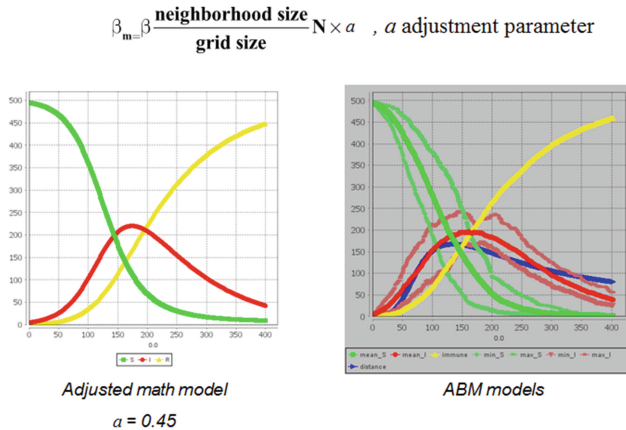 βm=β neighborhood size / grid size N × a , a adjustment parameter
500
450
400
350
300
250
200
150
100
50
0
0 50 100 150 200 250 300 350 400
0.0
S I R
500
450
400
350
300
250
200
150
100
50
0
0 50 100 150 200 250 300 350 400
0.0
mean_S mean_I immune min_S max_S min_I max_I
distance
Adjusted math model
ABM models
a = 0.45